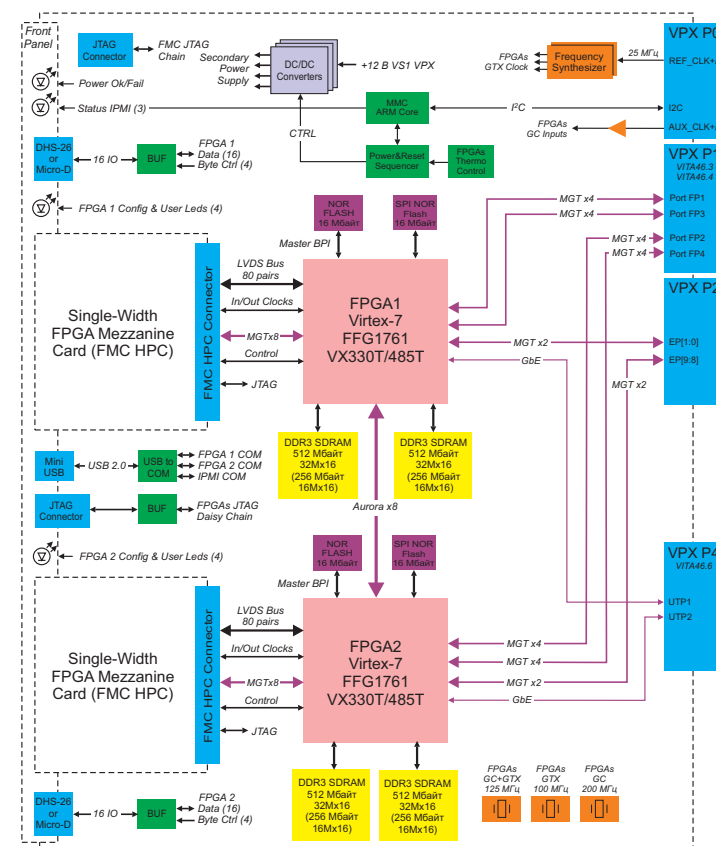 Front
Panel
JTAG
Connector
FMC JTAG
Chain
Secondary
Power
Supply
DC/DC
Converters
+12 B VS1 VPX
FPGAs
GTX Clock
Frequency
Synthesizer
25 МГц
VPX P0
REF_CLK+/
Power Ok/Fail
Status IPMI (3)
MMC
ARM Core
I²C
I2C
CTRL
FPGAs
GC Inputs
AUX_CLK+/
DHS-26
or
Micro-D
16 IO
BUF
FPGA 1
Data (16)
Byte Ctrl (4)
Power&Reset
Sequencer
FPGAs
Thermo
Control
VPX P1
VITA46.3
VITA46.4
FPGA 1 Config & User Leds (4)
NOR
FLASH
16 Мбайт
SPI NOR
Flash
16 Мбайт
MGT x4
Port FP1
MGT x4
Port FP3
Master BPI
MGT x4
Port FP2
MGT x4
Port FP4
Single-Width
FPGA Mezzanine
Card (FMC HPC)
FMC HPC Connector
LVDS Bus
80 pairs
In/Out Clocks
MGTx8
Control
JTAG
FPGA1
Virtex-7
FFG1761
VX330T/485T
VPX P2
MGT x2
EP[1:0]
GbE
EP[9:8]
MGT x2
DDR3 SDRAM
512 Мбайт
32Mx16
(256 Мбайт
16Mx16)
DDR3 SDRAM
512 Мбайт
32Mx16
(256 Мбайт
16Mx16)
Mini
USB
USB 2.0
USB to
COM
FPGA 1 COM
FPGA 2 COM
IPMI COM
JTAG
Connector
BUF
FPGAs JTAG
Daisy Chain
Aurora x8
FPGA 2 Config & User Leds (4)
NOR
FLASH
16 Мбайт
SPI NOR
Flash
16 Мбайт
VPX P4
VITA46.6
Master BPI
UTP1
UTP2
Single-Width
FPGA Mezzanine
Card (FMC HPC)
FMC HPC Connector
LVDS Bus
80 pairs
In/Out Clocks
MGTx8
Control
JTAG
FPGA2
Virtex-7
FFG1761
VX330T/485T
MGT x4
MGT x4
MGT x2
GbE
DDR3 SDRAM
512 Мбайт
32Mx16
(256 Мбайт
16Mx16)
DDR3 SDRAM
512 Мбайт
32Mx16
(256 Мбайт
16Mx16)
FPGAs
GC+GTX
125 МГц
FPGAs
GTX
100 МГц
FPGAs
GC
200 МГц
DHS-26
or
Micro-D
16 IO
BUF
FPGA 2
Data (16)
Byte Ctrl (4)